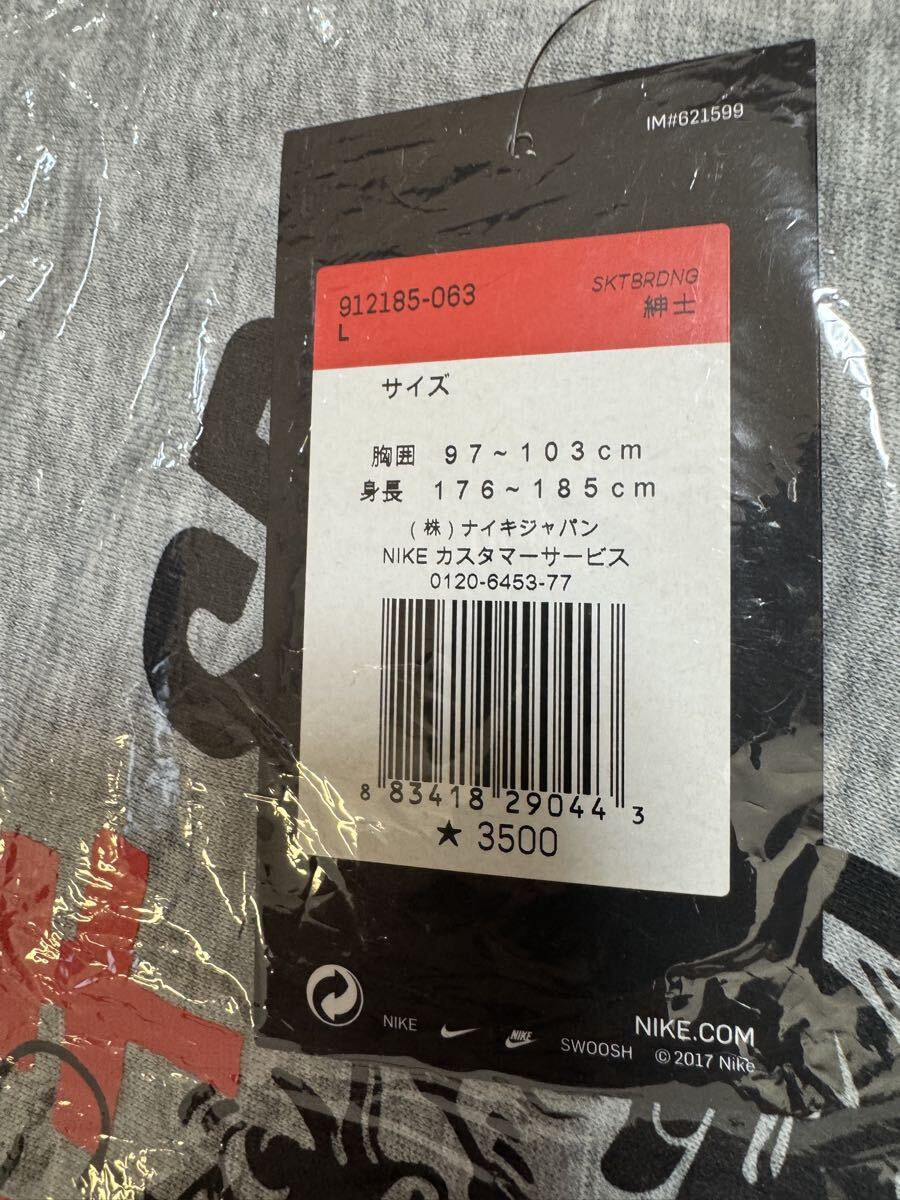 IM#621599
912185-063
SKTBRDNG
L
紳士
サイズ
胸囲 97~103cm
身長 176~185cm
(株)ナイキジャパン
NIKE カスタマーサービス
0120-6453-77
8 83418 29044 3
★ 3500
NIKE NIKE SWOOSH
NIKE.COM
© 2017 Nike